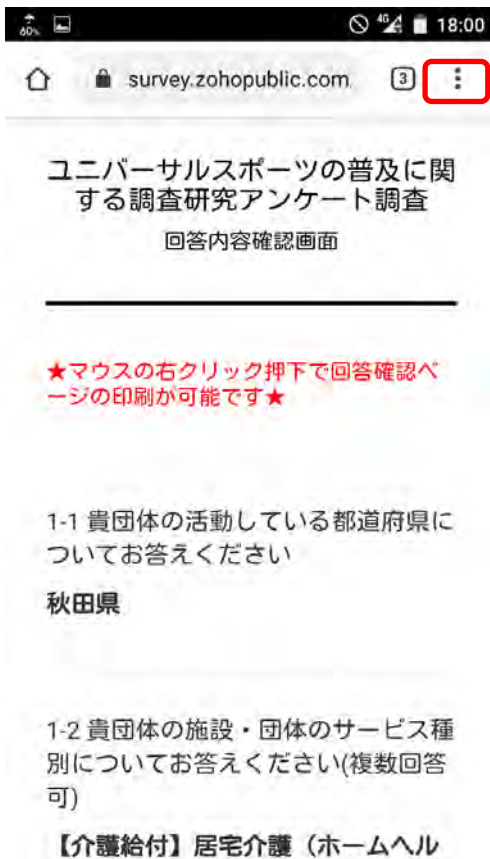 60%
4G
18:00
survey.zohopublic.com
3
ユニバーサルスポーツの普及に関
する調査研究アンケート調査
回答内容確認画面
★マウスの右クリック押下で回答確認ペ
ージの印刷が可能です★
1-1 貴団体の活動している都道府県に
ついてお答えください
秋田県
1-2 貴団体の施設・団体のサービス種
別についてお答えください(複数回答
可)
【介護給付】居宅介護（ホームヘル